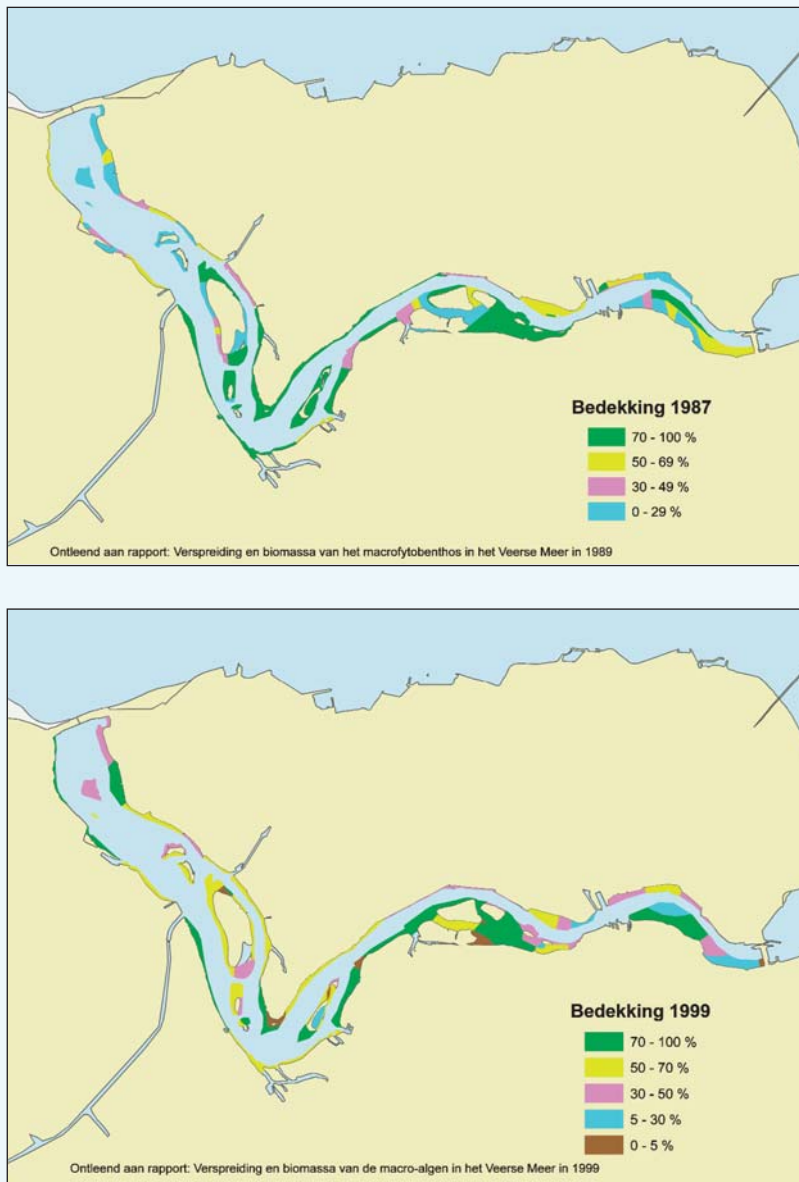 Bedekking 1987
70 - 100 %
50 - 69 %
30 - 49 %
0 - 29 %
Ontleend aan rapport: Verspreiding en biomassa van het macrofytobenthos in het Veerse Meer in 1989
Bedekking 1999
70 - 100 %
50 - 70 %
30 - 50 %
5 - 30 %
0 - 5 %
Ontleend aan rapport: Verspreiding en biomassa van de macro-algen in het Veerse Meer in 1999